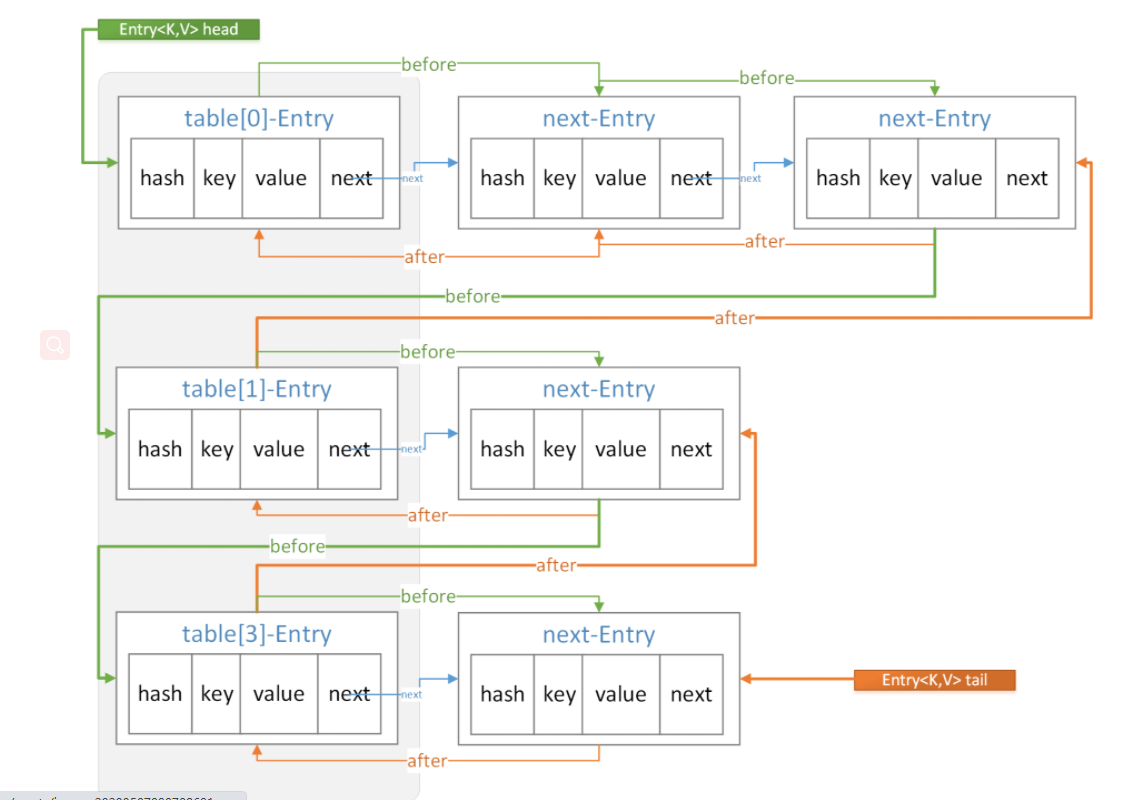 Entry<K,V> head
before
before
table[0]-Entry
next-Entry
next-Entry
hash key value next
next
hash key value next
next
hash key value next
after
after
before
after
before
table[1]-Entry
next-Entry
hash key value next
next
hash key value next
after
before
after
before
table[3]-Entry
next-Entry
hash key value next
next
hash key value next
Entry<K,V> tail
after